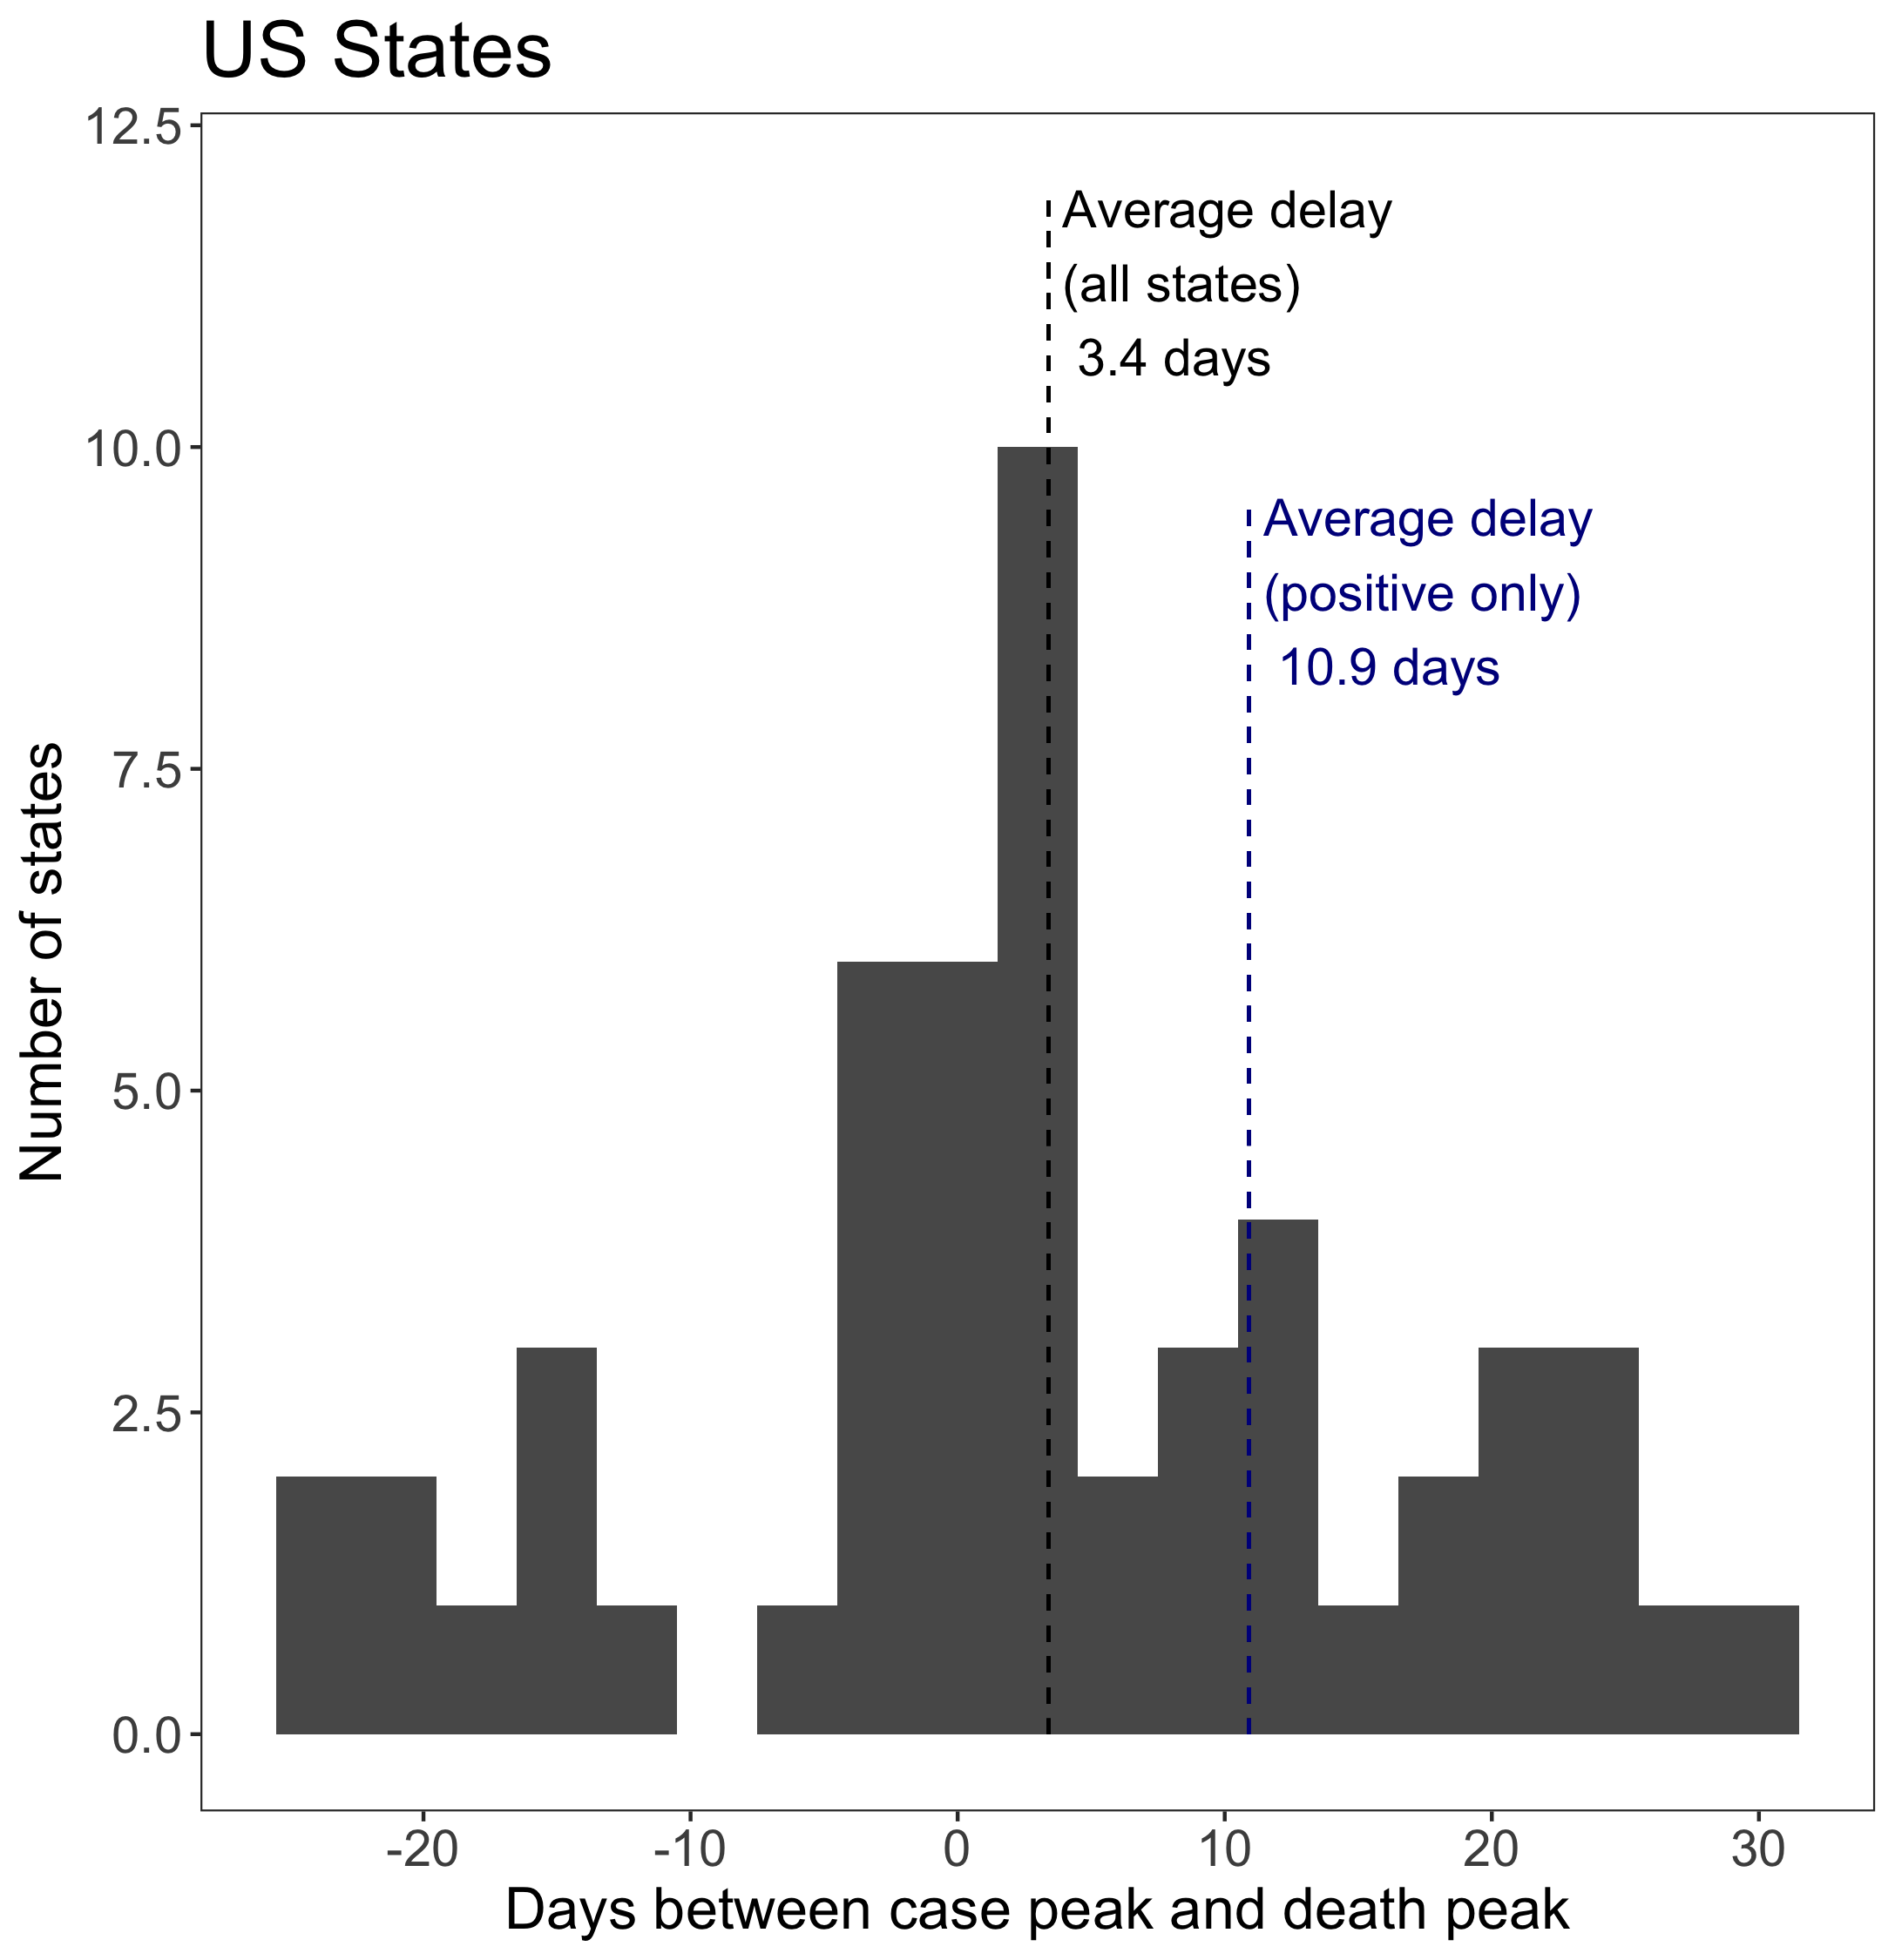 US States
12.5
10.0
7.5
5.0
2.5
0.0
Number of states
Average delay
(all states)
3.4 days
Average delay
(positive only)
10.9 days
-20 -10 0 10 20 30
Days between case peak and death peak